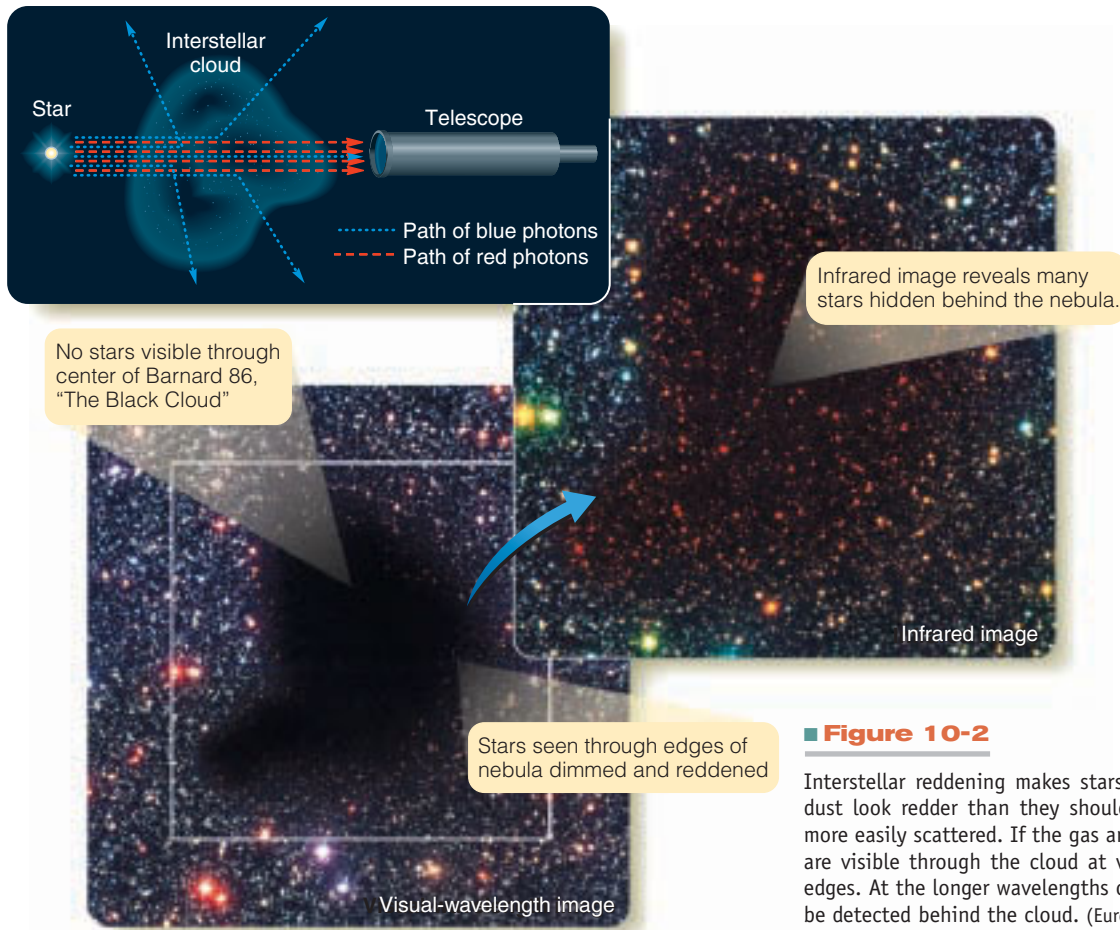 Interstellar
cloud
Star
Telescope
Path of blue photons
Path of red photons
Infrared image reveals many
stars hidden behind the nebula.
No stars visible through
center of Barnard 86,
“The Black Cloud”
Infrared image
Stars seen through edges of
nebula dimmed and reddened
Visual-wavelength image
■ Figure 10-2
Interstellar reddening makes stars
dust look redder than they should
more easily scattered. If the gas
are visible through the cloud at
edges. At the longer wavelengths
be detected behind the cloud.